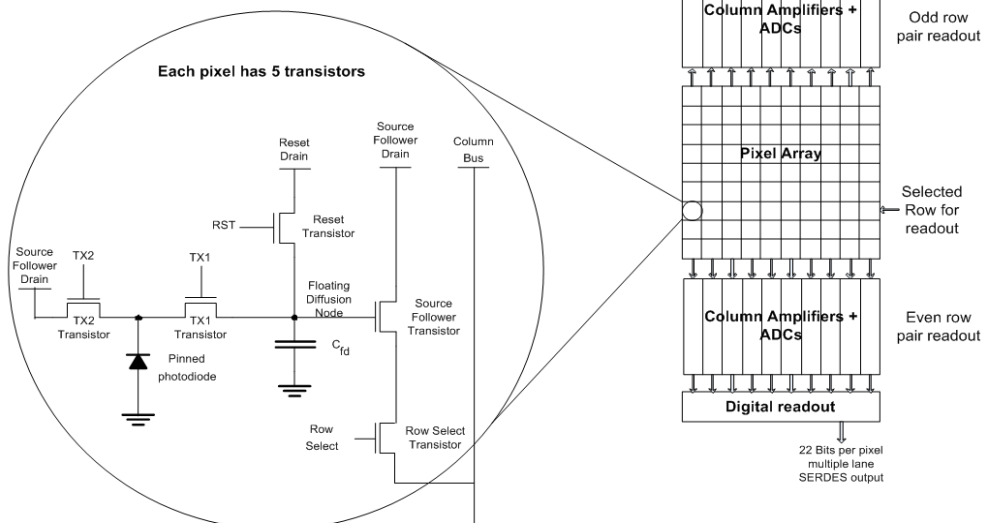 Each pixel has 5 transistors
Source
Follower
Drain
Column
Bus
Reset
Drain
RST
Reset
Transistor
Source
Follower
Drain
TX2
TX1
Floating
Diffusion
Node
TX2
Transistor
TX1
Transistor
Source
Follower
Transistor
Cfd
Pinned
photodiode
Row
Select
Row Select
Transistor
Column Amplifiers +
ADCs
Odd row
pair readout
Pixel Array
Selected
Row for
readout
Column Amplifiers +
ADCs
Even row
pair readout
Digital readout
22 Bits per pixel
multiple lane
SERDES output